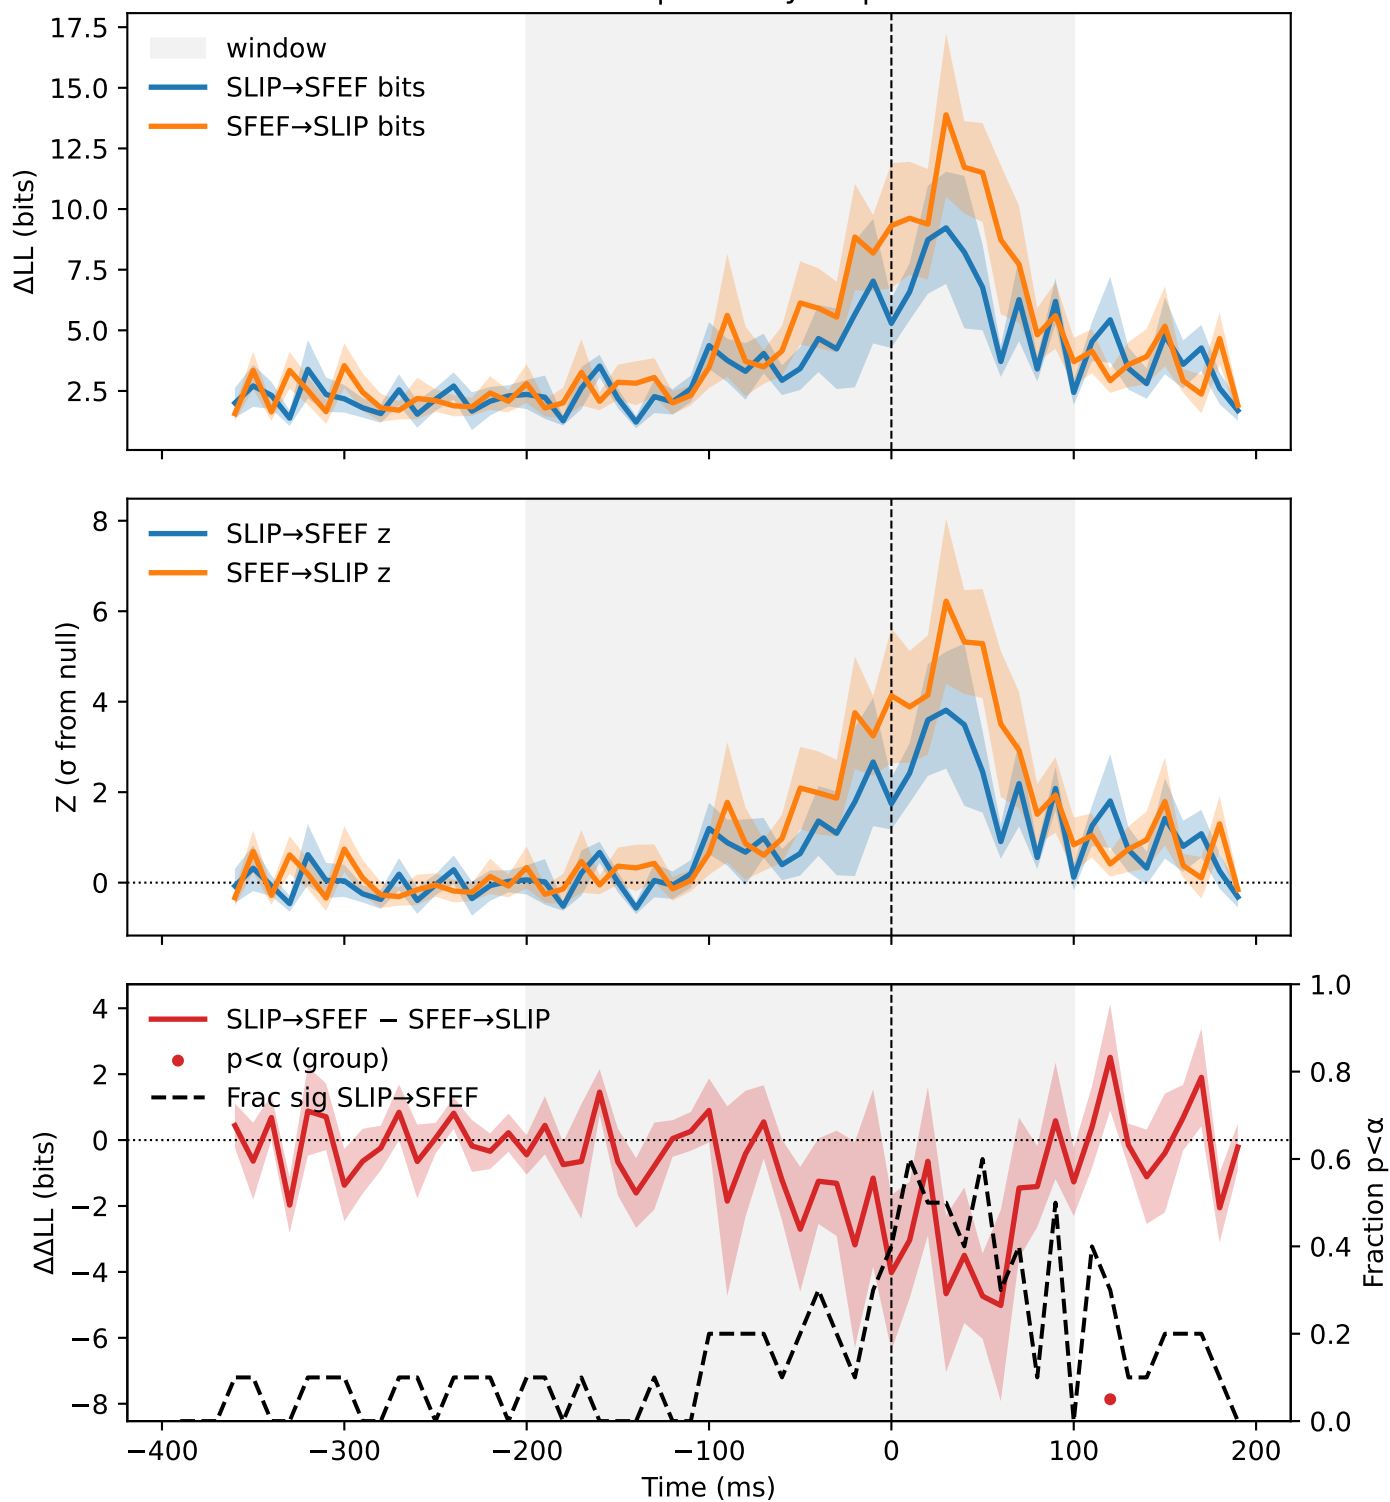 17.5
15.0
12.5
10.0
7.5
5.0
2.5
ΔLL (bits)
window
SLIP→SFEF bits
SFEF→SLIP bits
8
6
4
2
0
Z (σ from null)
SLIP→SFEF z
SFEF→SLIP z
4
2
0
−2
−4
−6
−8
ΔΔLL (bits)
SLIP→SFEF − SFEF→SLIP
p<α (group)
Frac sig SLIP→SFEF
1.0
0.8
0.6
0.4
0.2
0.0
Fraction p<α
−400
−300
−200
−100
0
100
200
Time (ms)